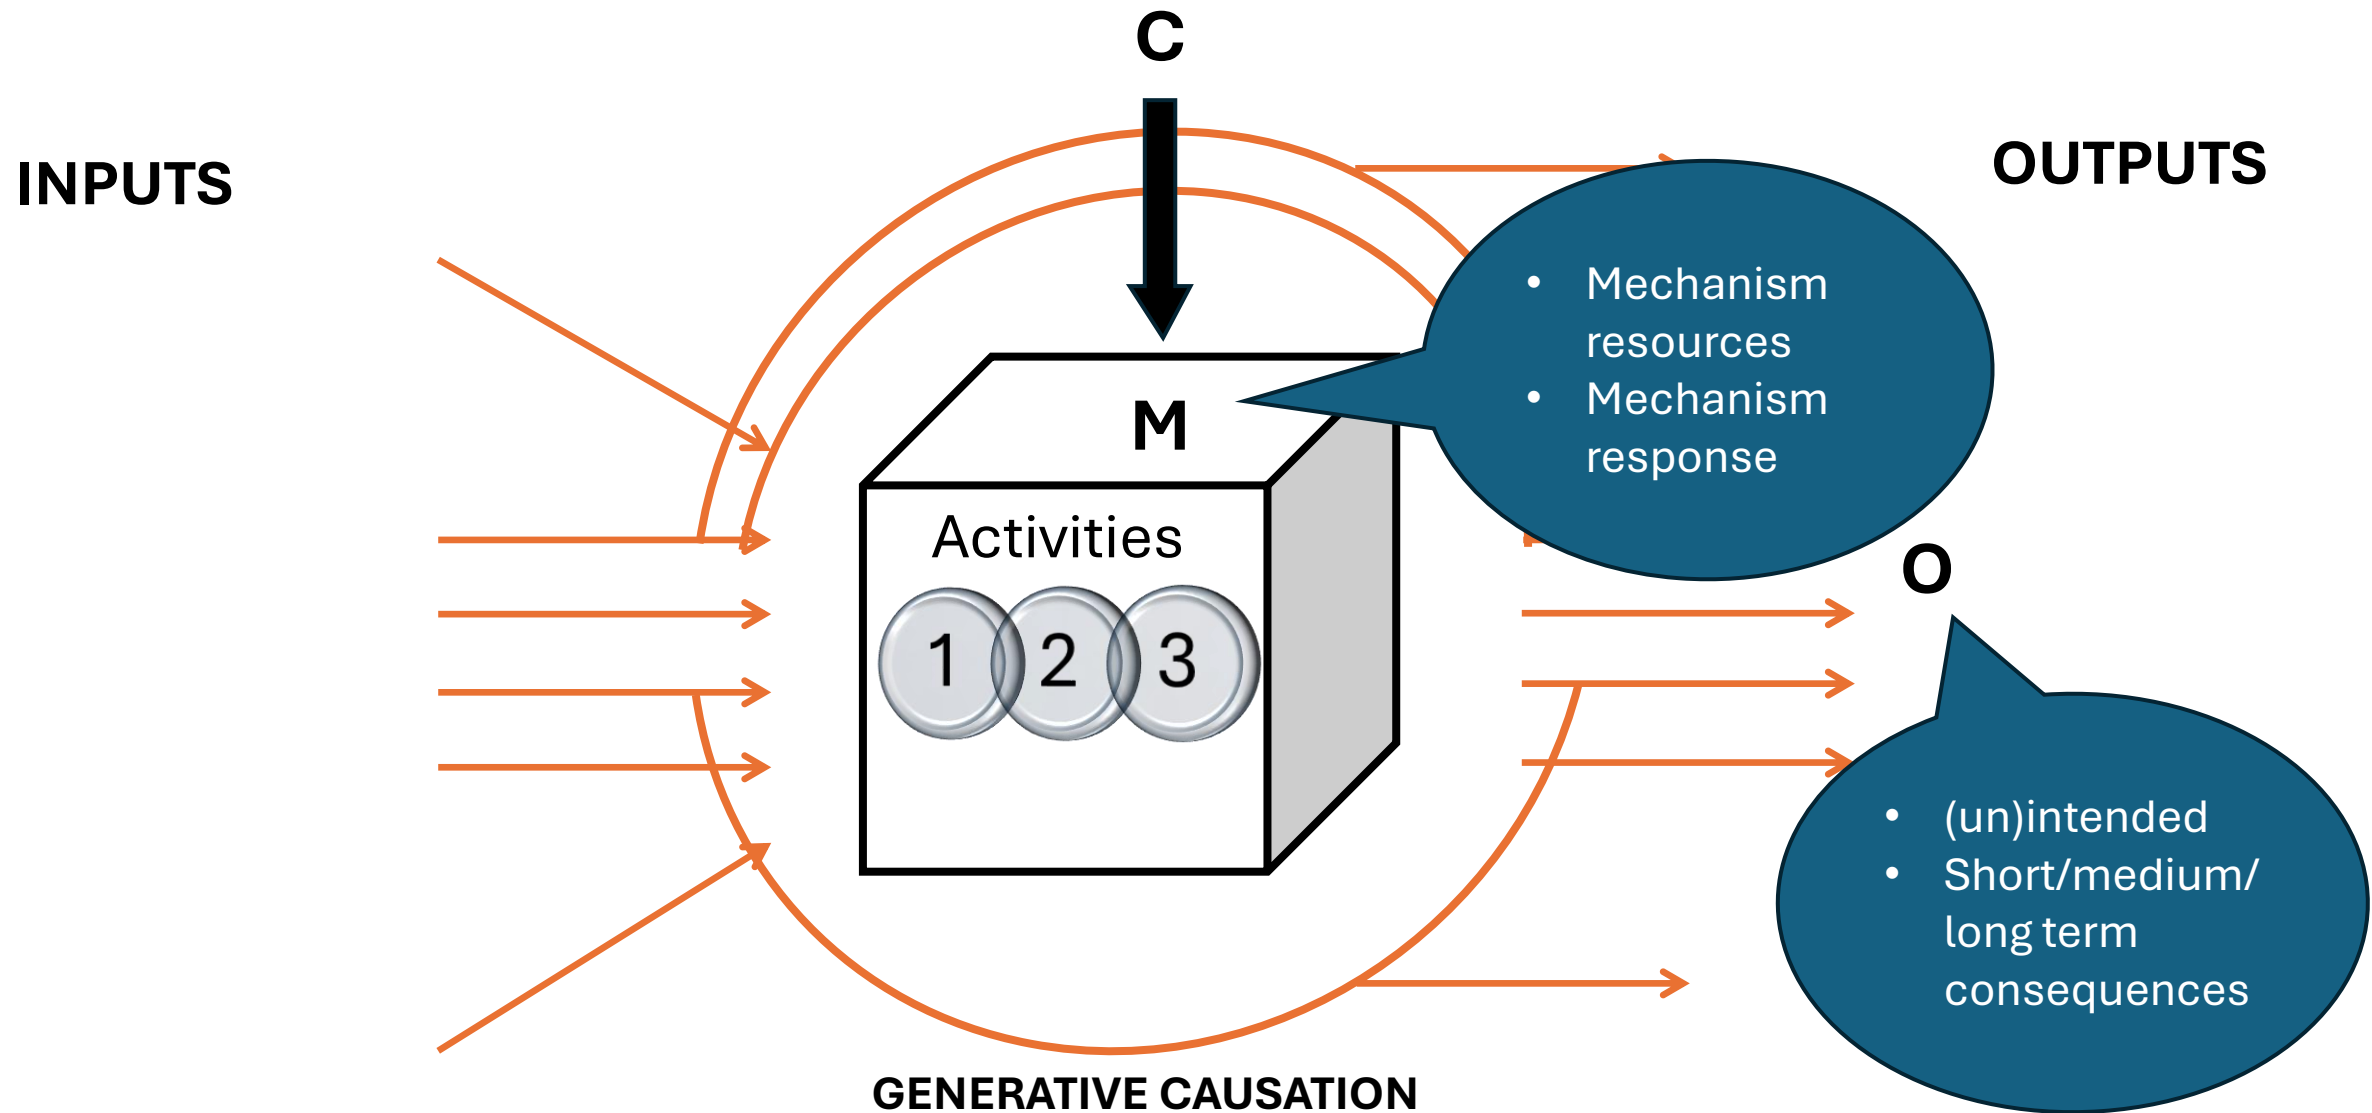 C
INPUTS
OUTPUTS
• Mechanism
resources
• Mechanism
response
M
Activities
1 2 3
O
• (un)intended
• Short/medium/
long term
consequences
GENERATIVE CAUSATION